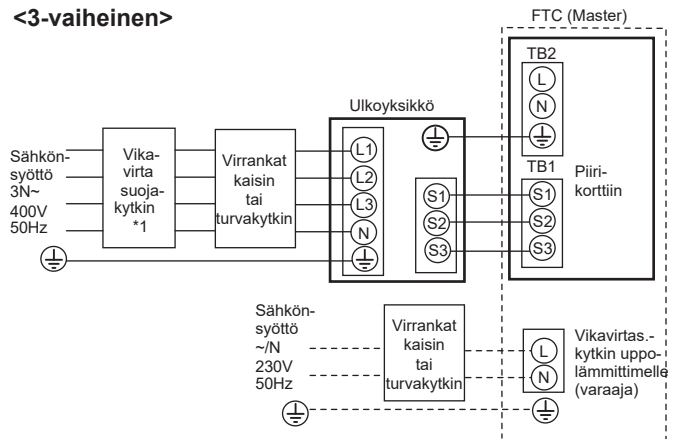 <3-vaiheinen>
FTC (Master)
TB2
L
N
Ulkoyksikkö
Sähkön-
syöttö
3N~
400V
50Hz
Vika-
virta
suoja-
kytkin
*1
Virrankat
kaisin
tai
turvakytkin
L1
L2
L3
N
S1
S2
S3
TB1
S1
S2
S3
Piiri-
korttiin
Sähkön-
syöttö
~/N
230V
50Hz
Virrankat
kaisin
tai
turvakytkin
L
N
Vikavirtas.-
kytkin uppo-
lämmittimelle
(varaaja)